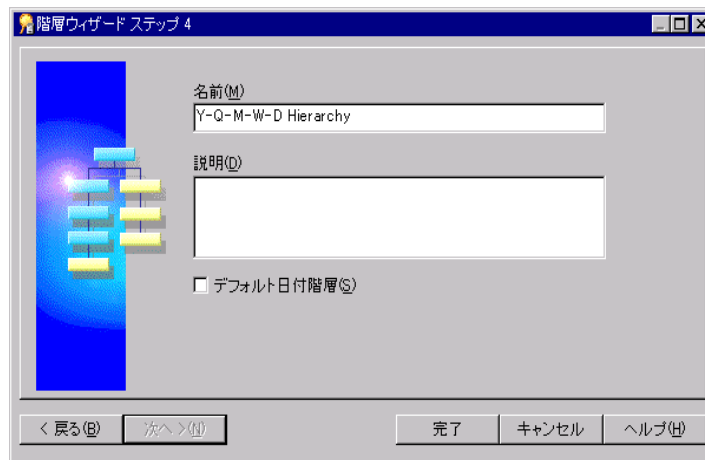 階層ウィザード ステップ 4
名前(M)
Y-Q-M-W-D Hierarchy
説明(D)
デフォルト日付階層(S)
< 戻る(B) 次へ >(N) 完了 キャンセル ヘルプ(H)